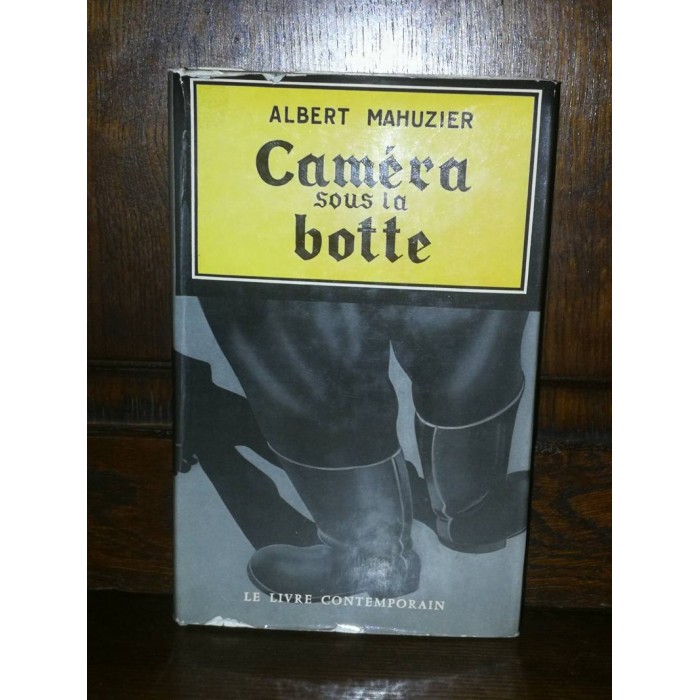 ALBERT MAHUZIER
Caméra
sous la
botte
LE LIVRE CONTEMPORAIN